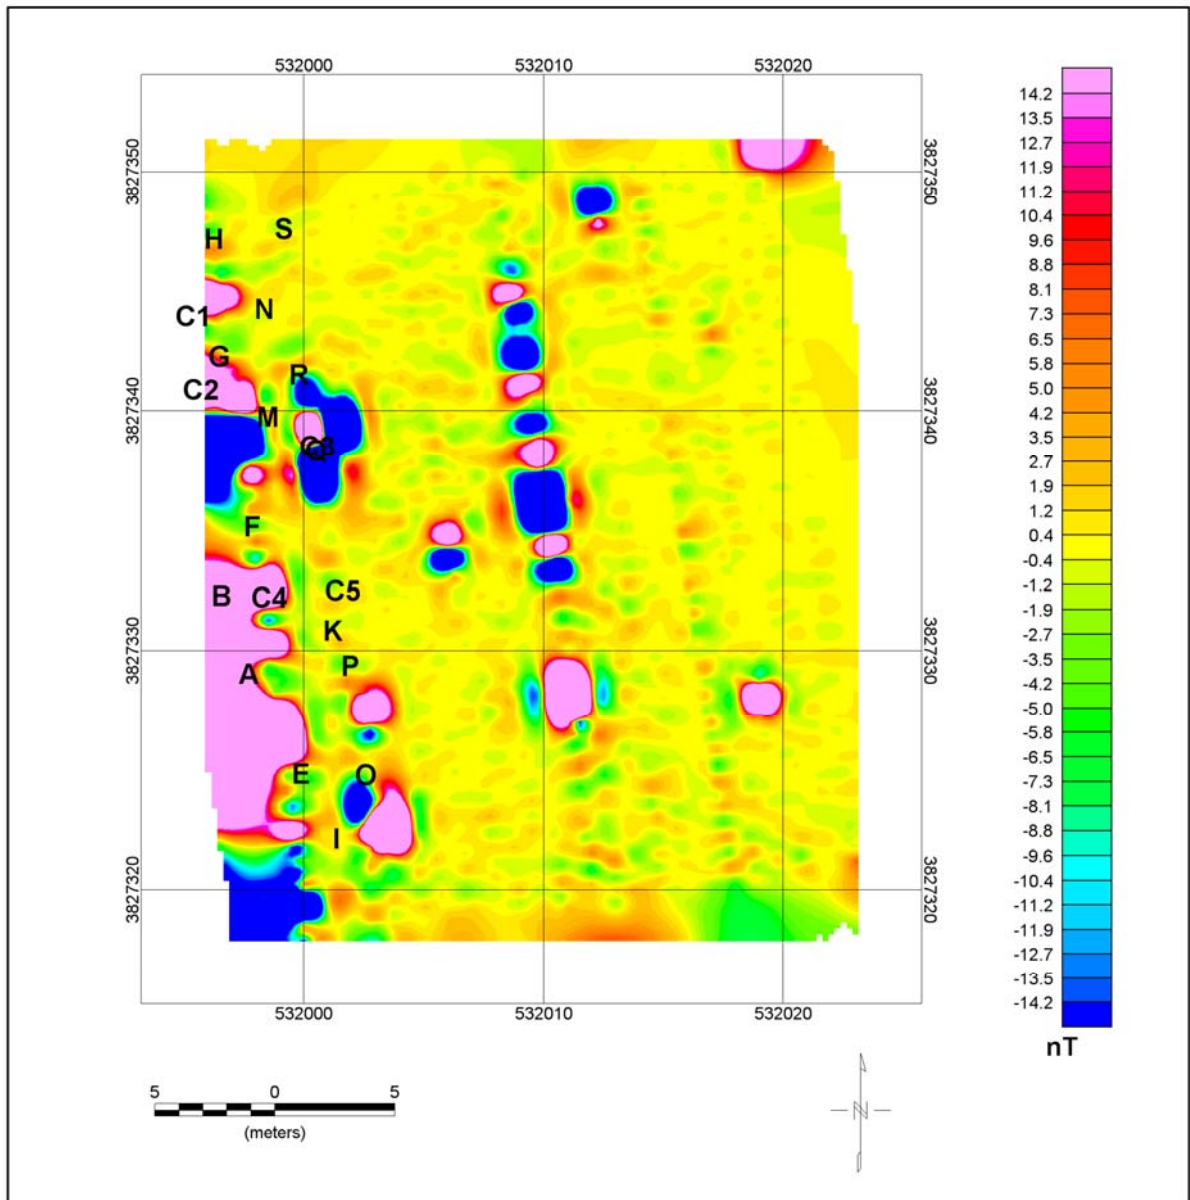 532000 532010 532020
3827350 3827350
S
H
N
C1
G
R
C2
M
3827340 3827340
C3
Q
F
B C4 C5
K
3827330 3827330
P
A
E O
I
3827320 3827320
532000 532010 532020
14.2
13.5
12.7
11.9
11.2
10.4
9.6
8.8
8.1
7.3
6.5
5.8
5.0
4.2
3.5
2.7
1.9
1.2
0.4
-0.4
-1.2
-1.9
-2.7
-3.5
-4.2
-5.0
-5.8
-6.5
-7.3
-8.1
-8.8
-9.6
-10.4
-11.2
-11.9
-12.7
-13.5
-14.2
nT
5 0 5
(meters)
N